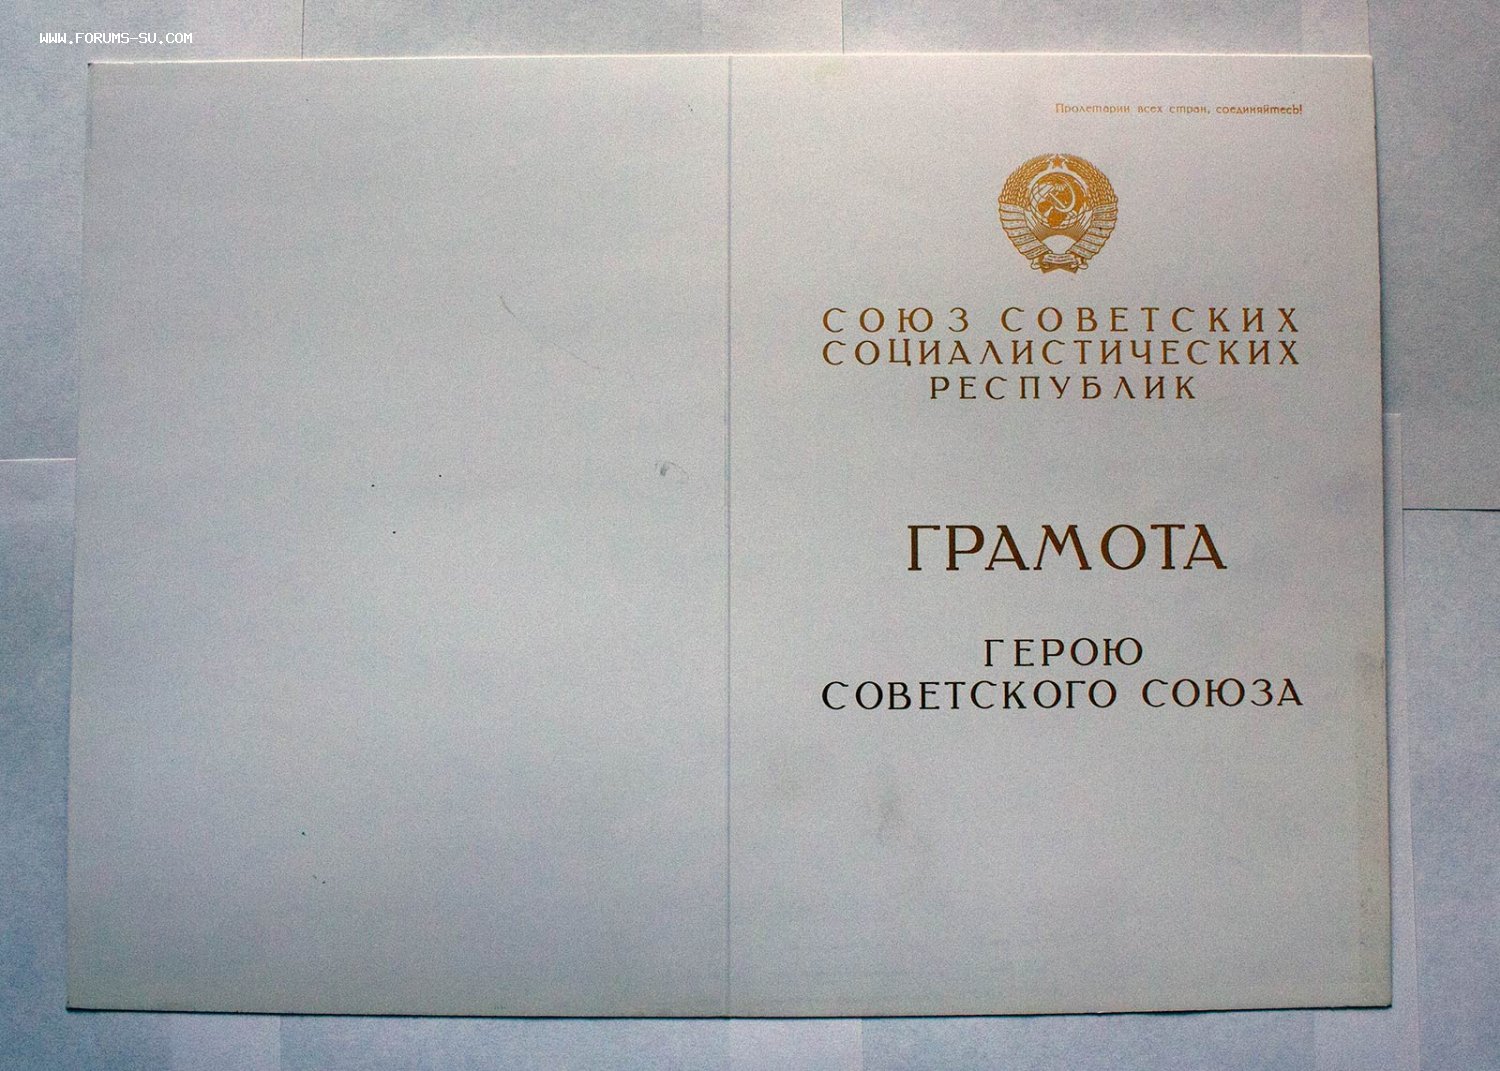 WWW.FORUMS-SU.COM
Пролетарии всех стран, соединяйтесь!
СОЮЗ СОВЕТСКИХ
СОЦИАЛИСТИЧЕСКИХ
РЕСПУБЛИК
ГРАМОТА
ГЕРОЮ
СОВЕТСКОГО СОЮЗА